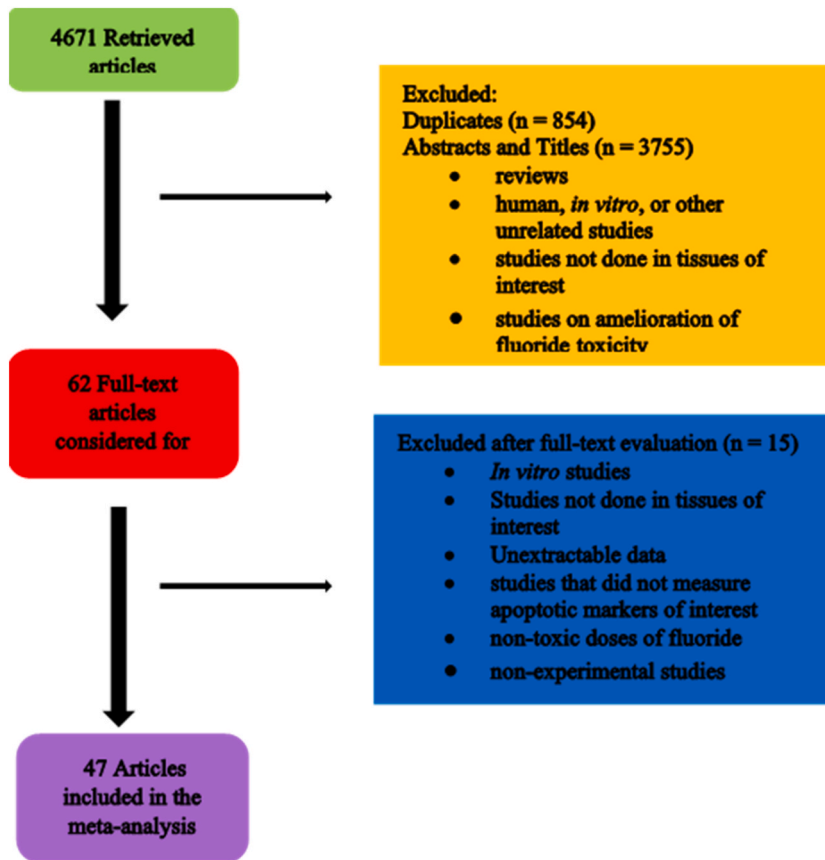 4671 Retrieved
articles
Excluded:
Duplicates (n = 854)
Abstracts and Titles (n = 3755)
• reviews
• human, in vitro, or other
unrelated studies
• studies not done in tissues of
interest
• studies on amelioration of
fluoride toxicity
62 Full-text
articles
considered for
Excluded after full-text evaluation (n = 15)
• In vitro studies
• Studies not done in tissues of
interest
• Unextractable data
• studies that did not measure
apoptotic markers of interest
• non-toxic doses of fluoride
• non-experimental studies
47 Articles
included in the
meta-analysis